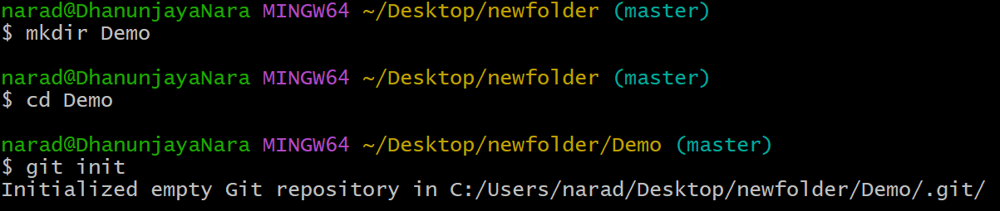 narad@DhanunjayaNara MINGW64 ~/Desktop/newfolder (master)
$ mkdir Demo
narad@DhanunjayaNara MINGW64 ~/Desktop/newfolder (master)
$ cd Demo
narad@DhanunjayaNara MINGW64 ~/Desktop/newfolder/Demo (master)
$ git init
Initialized empty Git repository in C:/Users/narad/Desktop/newfolder/Demo/.git/